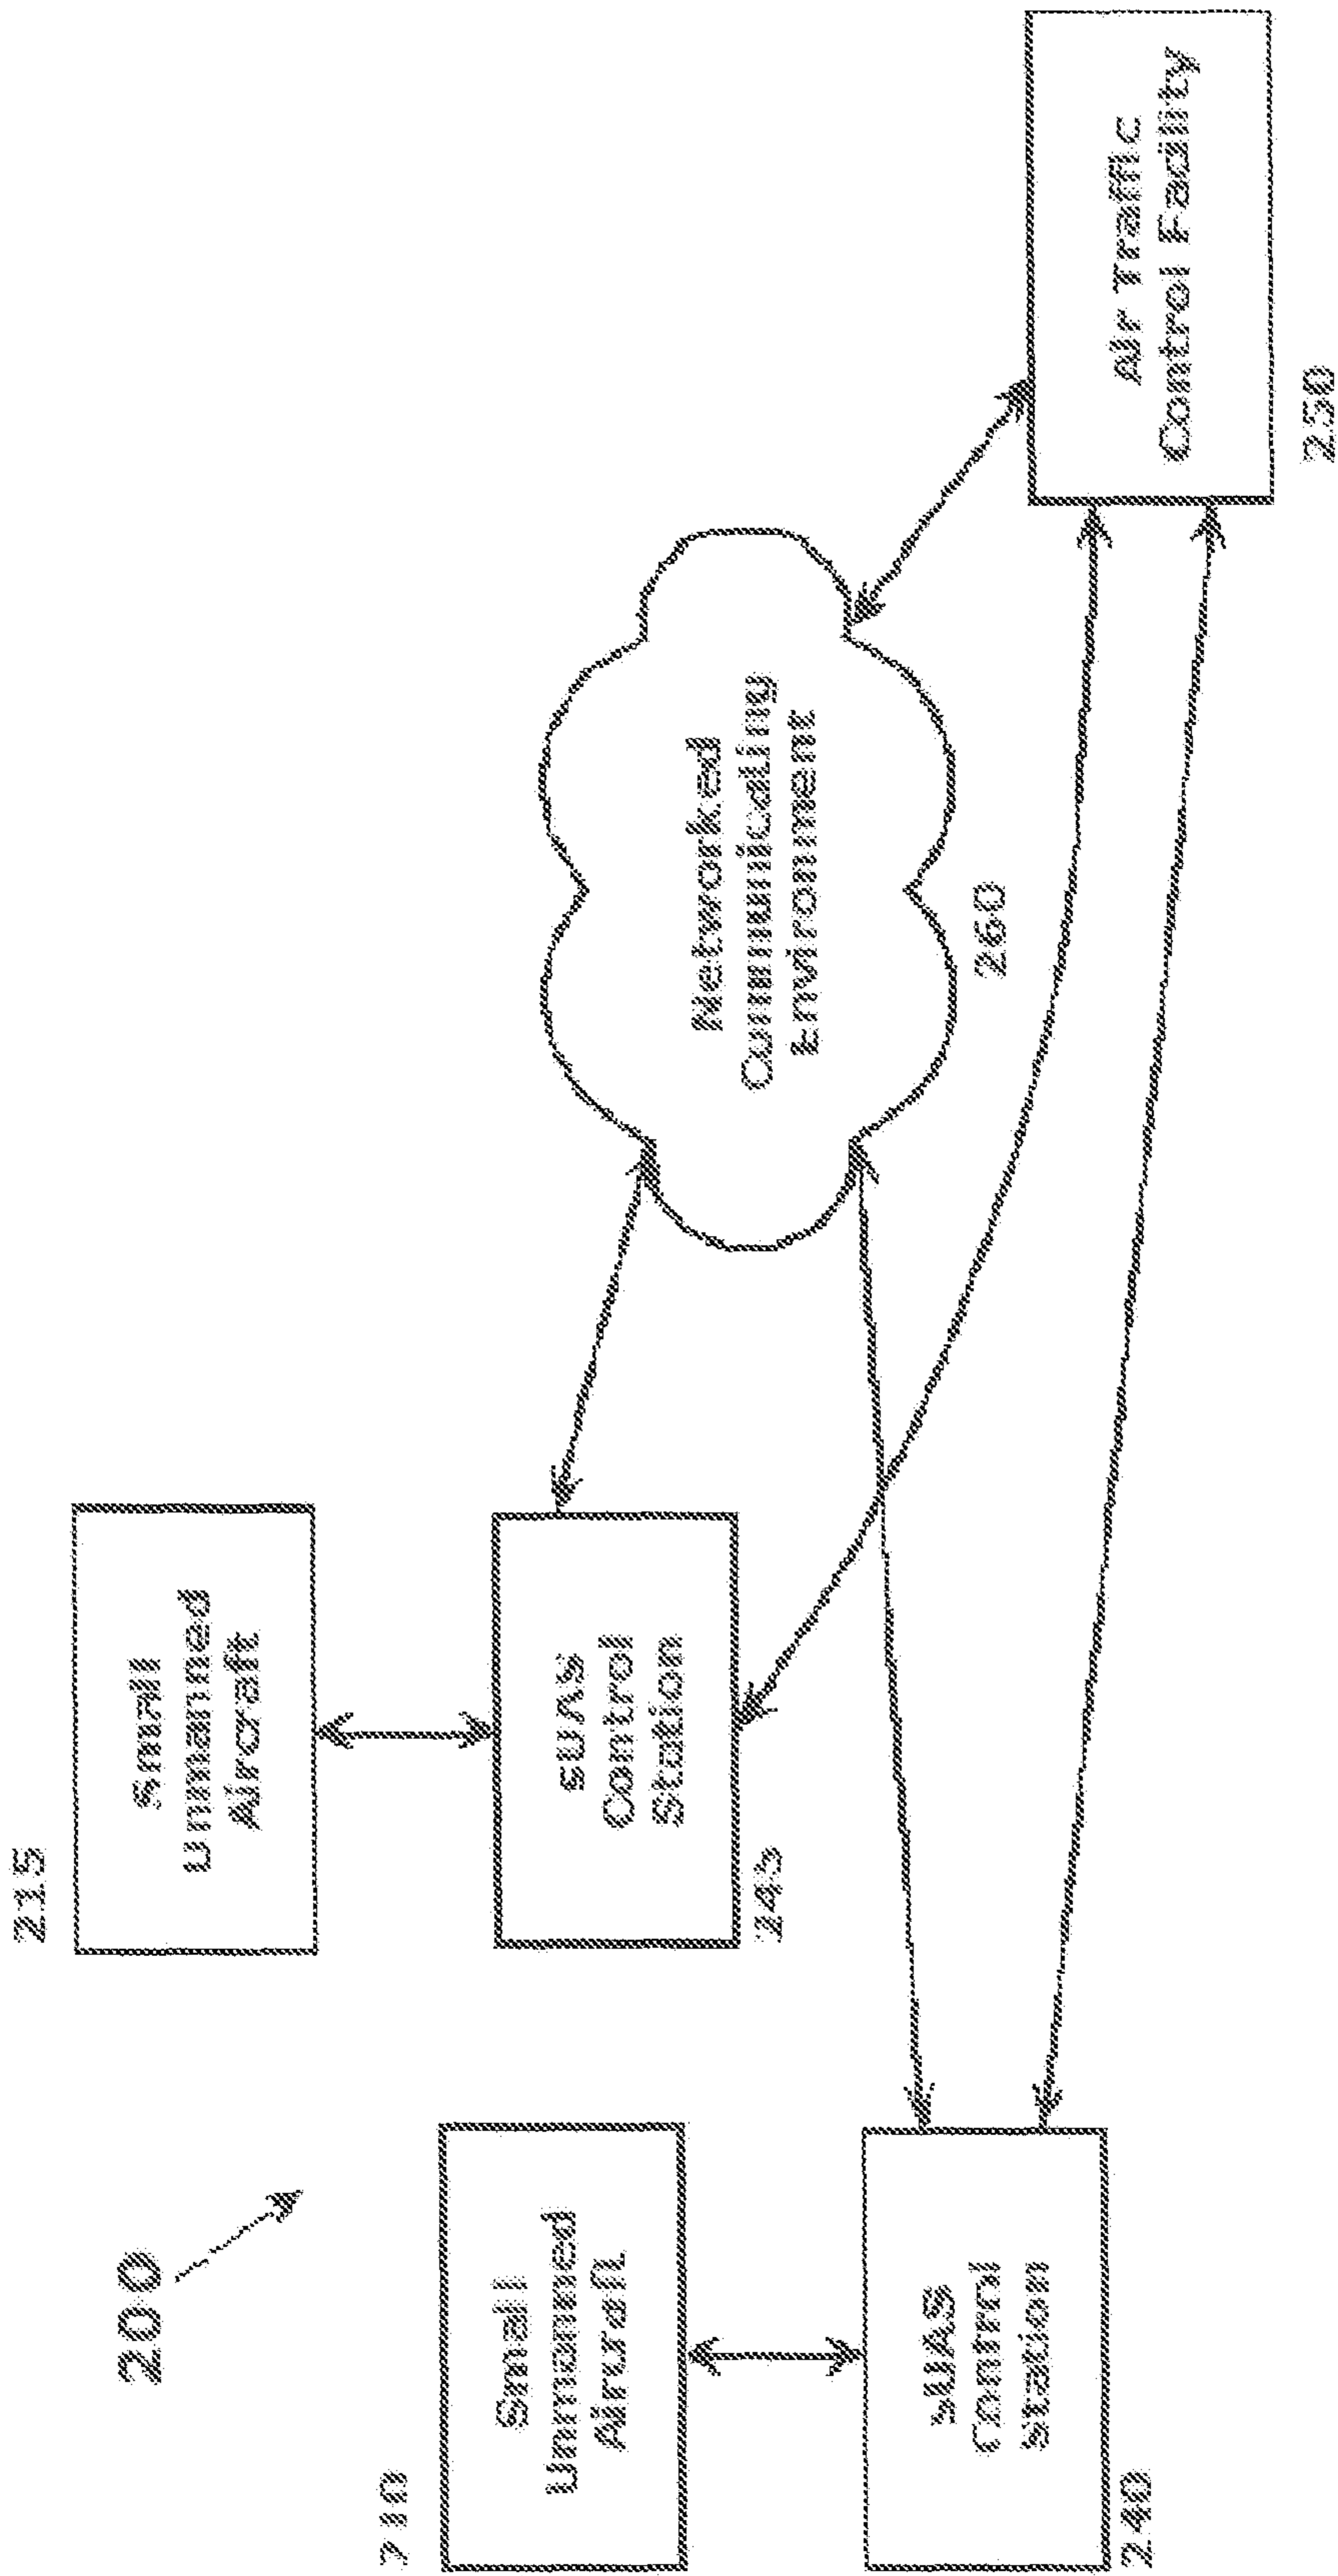 200
215
Small
Unmanned
Aircraft
210
Small
Unmanned
Aircraft
sUAS
Control
Station
245
sUAS
Control
Station
240
Networked
Communicating
Environment
260
Air Traffic
Control Facility
250